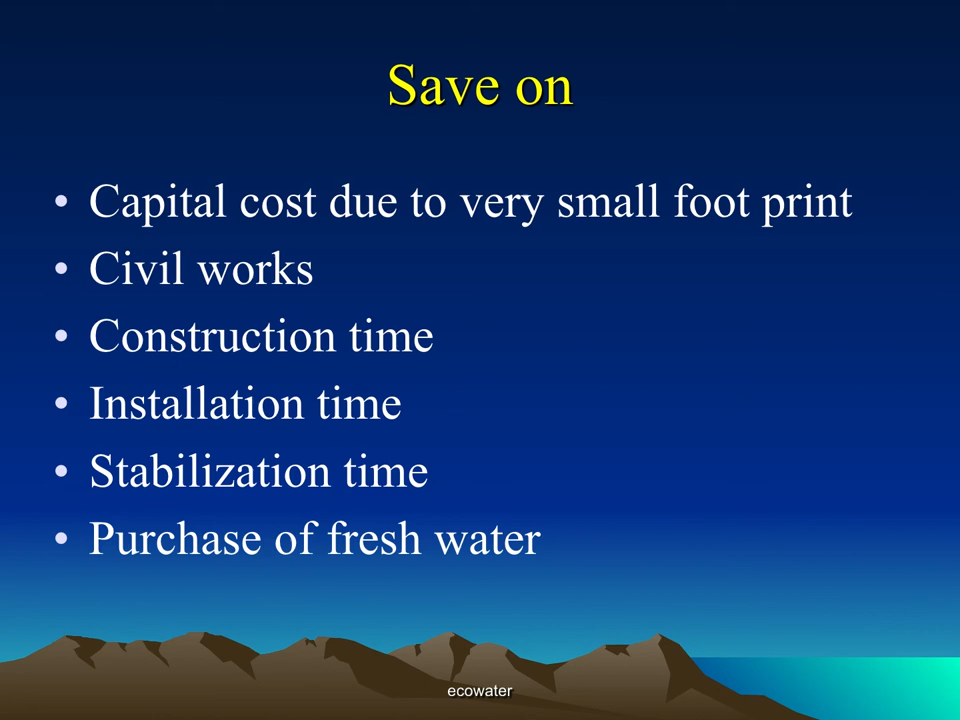 Save on
• Capital cost due to very small foot print
• Civil works
• Construction time
• Installation time
• Stabilization time
• Purchase of fresh water
ecowater